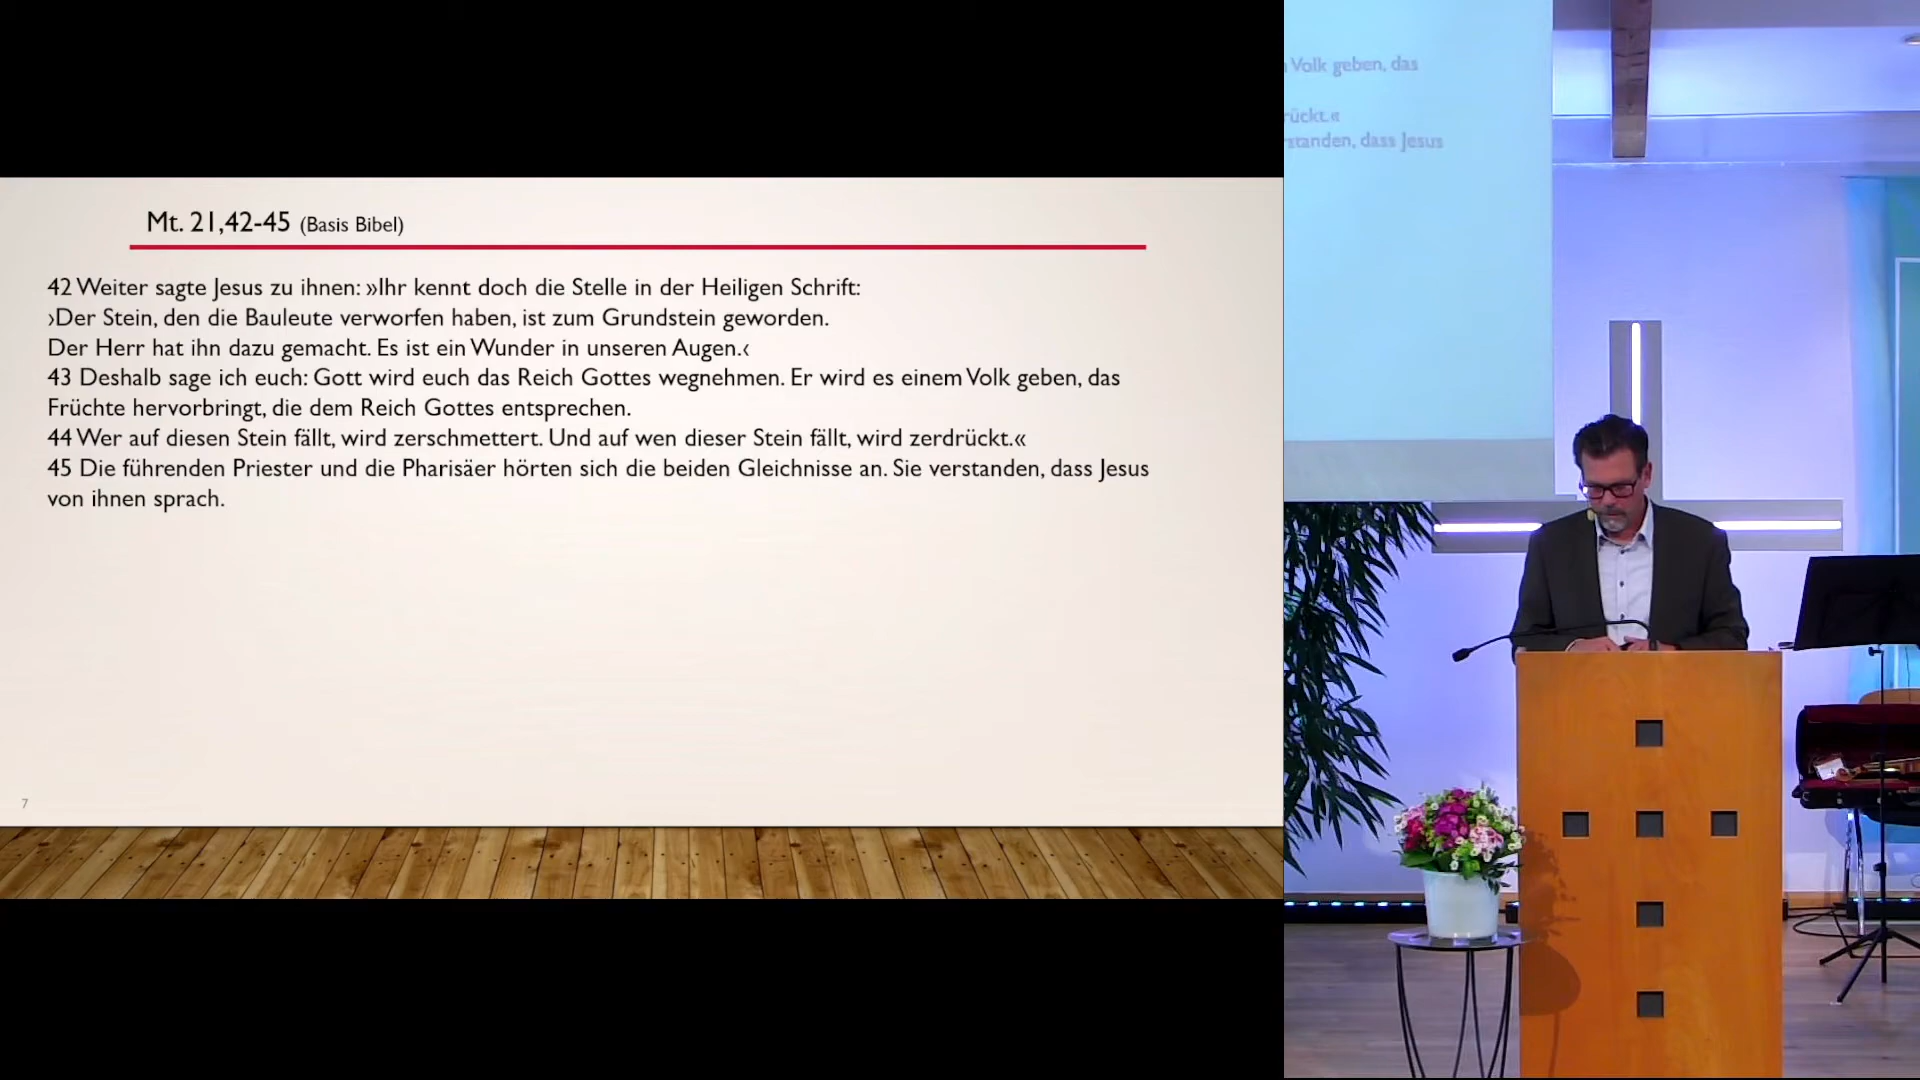 Mt. 21,42-45 (Basis Bibel)
42 Weiter sagte Jesus zu ihnen: »Ihr kennt doch die Stelle in der Heiligen Schrift:
›Der Stein, den die Bauleute verworfen haben, ist zum Grundstein geworden.
Der Herr hat ihn dazu gemacht. Es ist ein Wunder in unseren Augen.‹
43 Deshalb sage ich euch: Gott wird euch das Reich Gottes wegnehmen. Er wird es einem Volk geben, das
Früchte hervorbringt, die dem Reich Gottes entsprechen.
44 Wer auf diesen Stein fällt, wird zerschmettert. Und auf wen dieser Stein fällt, wird zerdrückt.«
45 Die führenden Priester und die Pharisäer hörten sich die beiden Gleichnisse an. Sie verstanden, dass Jesus
von ihnen sprach.
7
Volk geben, das
rückt.«
standen, dass Jesus